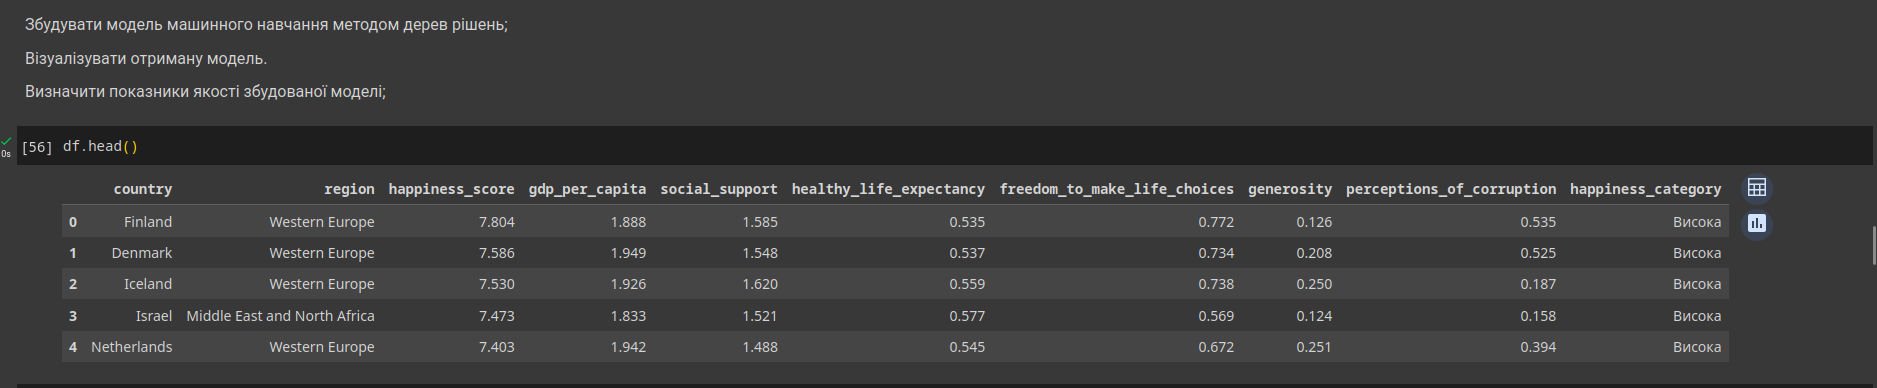 Збудувати модель машинного навчання методом дерев рішень;
Візуалізувати отриману модель.
Визначити показники якості збудованої моделі;
[56] df.head()
0s
country region happiness_score gdp_per_capita social_support healthy_life_expectancy freedom_to_make_life_choices generosity perceptions_of_corruption happiness_category
0 Finland Western Europe 7.804 1.888 1.585 0.535 0.772 0.126 0.535 Висока
1 Denmark Western Europe 7.586 1.949 1.548 0.537 0.734 0.208 0.525 Висока
2 Iceland Western Europe 7.530 1.926 1.620 0.559 0.738 0.250 0.187 Висока
3 Israel Middle East and North Africa 7.473 1.833 1.521 0.577 0.569 0.124 0.158 Висока
4 Netherlands Western Europe 7.403 1.942 1.488 0.545 0.672 0.251 0.394 Висока